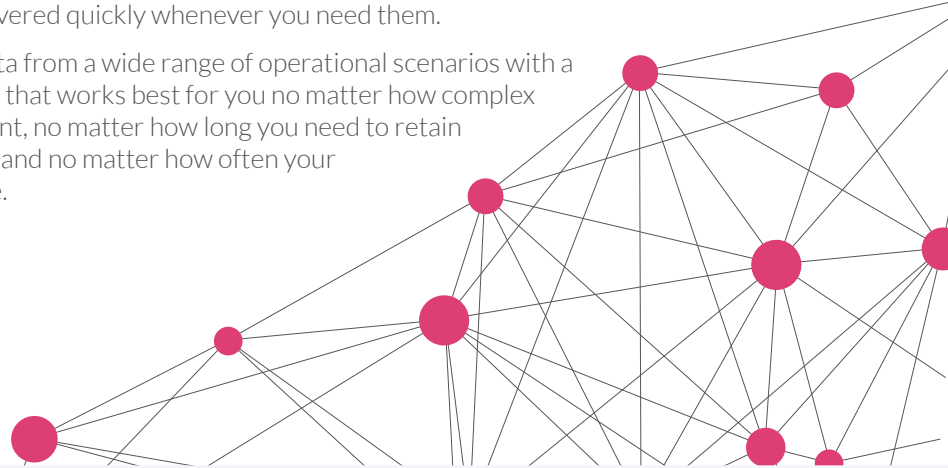 vered quickly whenever you need them.
ta from a wide range of operational scenarios with a
that works best for you no matter how complex
nt, no matter how long you need to retain
and no matter how often your
e.